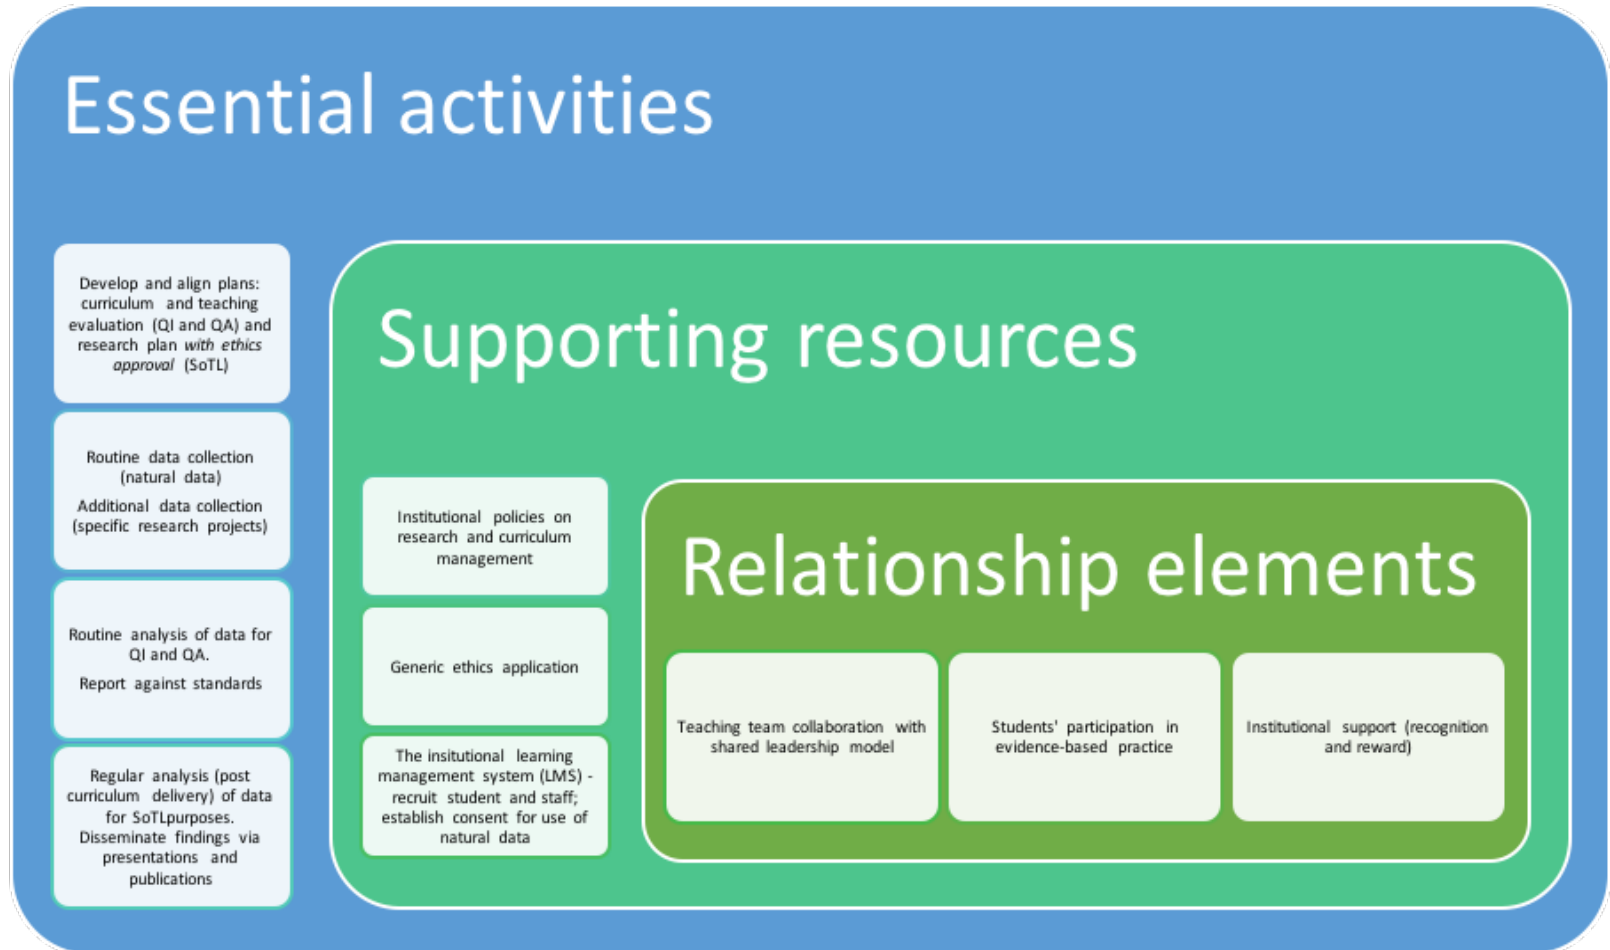 Essential activities
Develop and align plans:
curriculum and teaching
evaluation (QI and QA) and
research plan with ethics
approval (SoTL)
Routine data collection
(natural data)
Additional data collection
(specific research projects)
Routine analysis of data for
QI and QA.
Report against standards
Regular analysis (post
curriculum delivery) of data
for SoTLpurposes.
Disseminate findings via
presentations and
publications
Supporting resources
Institutional policies on
research and curriculum
management
Generic ethics application
The insitutional learning
management system (LMS) -
recruit student and staff;
establish consent for use of
natural data
Relationship elements
Teaching team collaboration with
shared leadership model
Students' participation in
evidence-based practice
Institutional support (recognition
and reward)